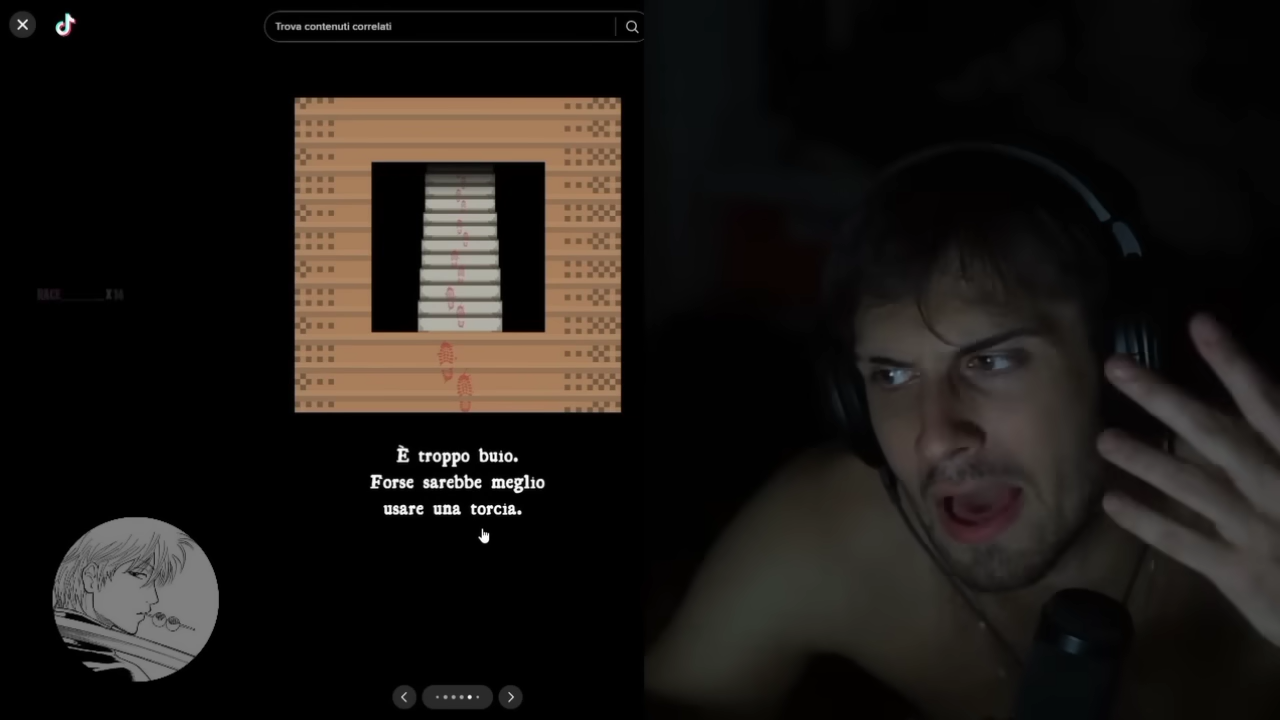 Trova contenuti correlati
È troppo buio.
Forse sarebbe meglio
usare una torcia.